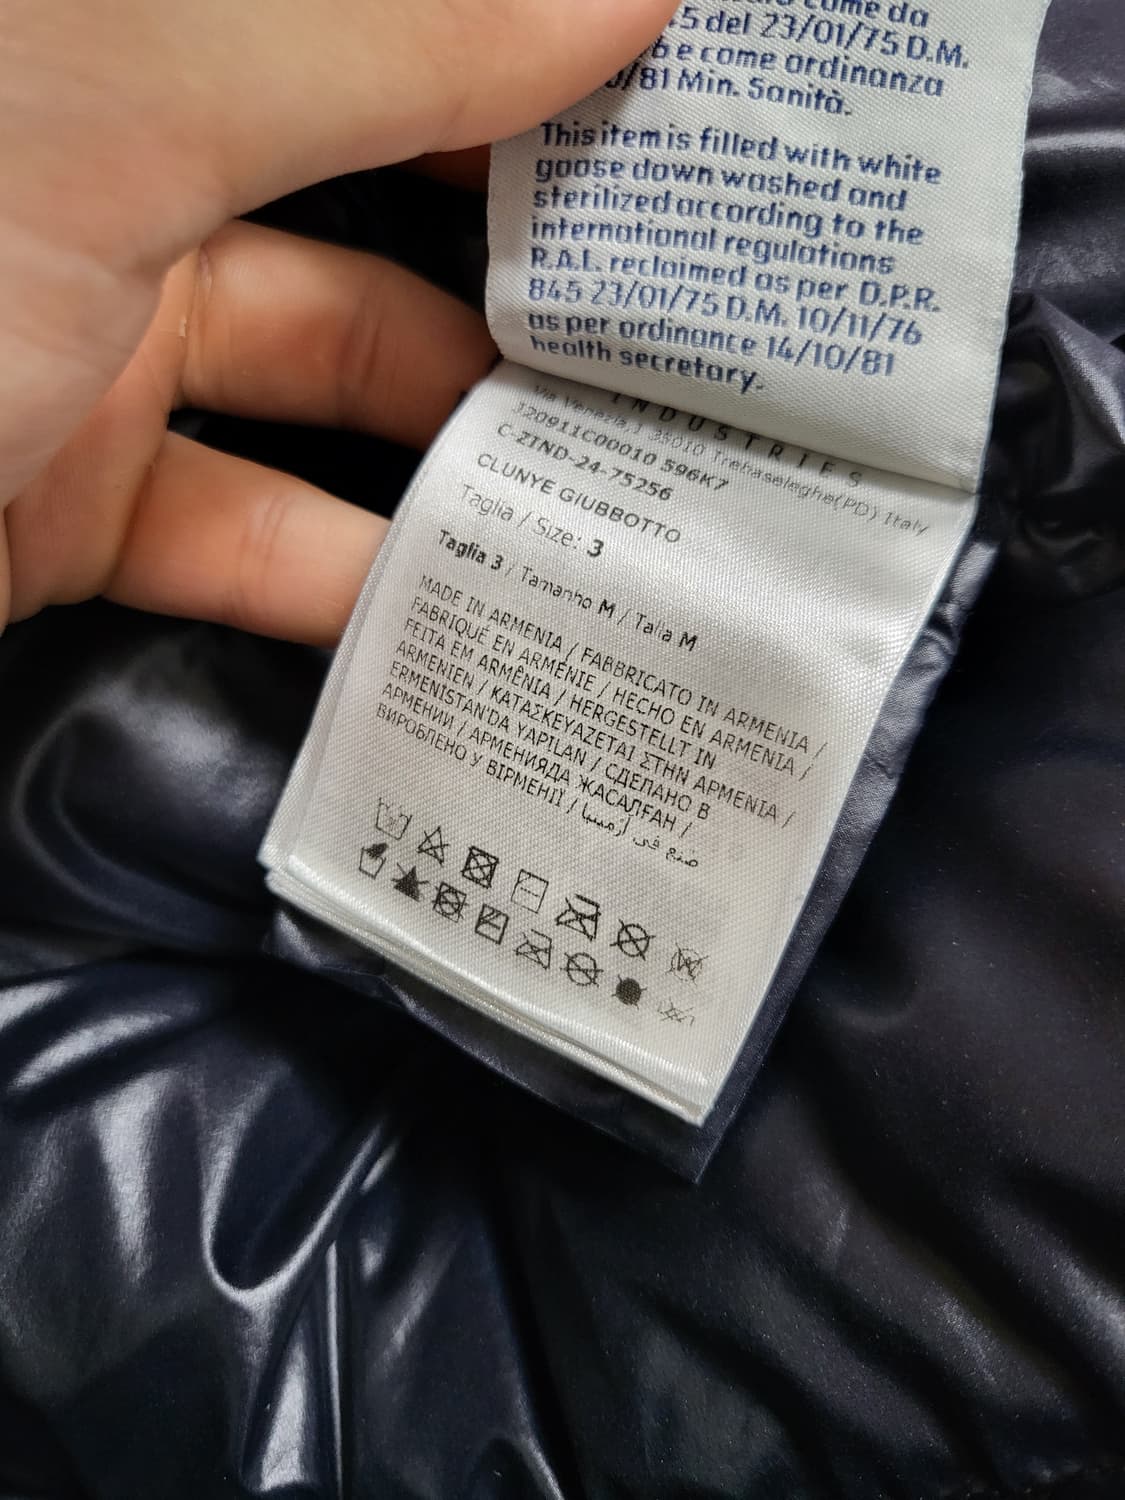 come da
5 del 23/01/75 D.M.
6 e come ordinanza
/81 Min. Sanità.
This item is filled with white
goose down washed and
sterilized according to the
international regulations
R.A.L. reclaimed as per D.P.R.
845 23/01/75 D.M. 10/11/76
as per ordinance 14/10/81
health secretary.
INDUSTRIES
Via Venezia,1 35010 Trebaseleghe(PD) Italy
J20911C00010 596K7
C-ZIND-24-75256
CLUNYE GIUBBOTTO
Taglia / Size: 3
Taglia 3 / Tamanho M / Talla M
MADE IN ARMENIA / FABBRICATO IN ARMENIA /
FABRIQUÉ EN ARMÉNIE / HECHO EN ARMENIA /
FEITA EM ARMÊNIA / HERGESTELLT IN
ARMENIEN / ΚΑΤΑΣΚΕΥΑΖΕΤΑΙ ΣΤΗΝ ΑΡΜΕΝΙΑ /
ERMENISTAN'DA YAPILAN / СДЕЛАНО В
АРМЕНИИ / АРМЕНИЯДА ЖАСАЛҒАН /
ВИРОБЛЕНО У ВІРМЕНІЇ / صنع في أرمينيا
W